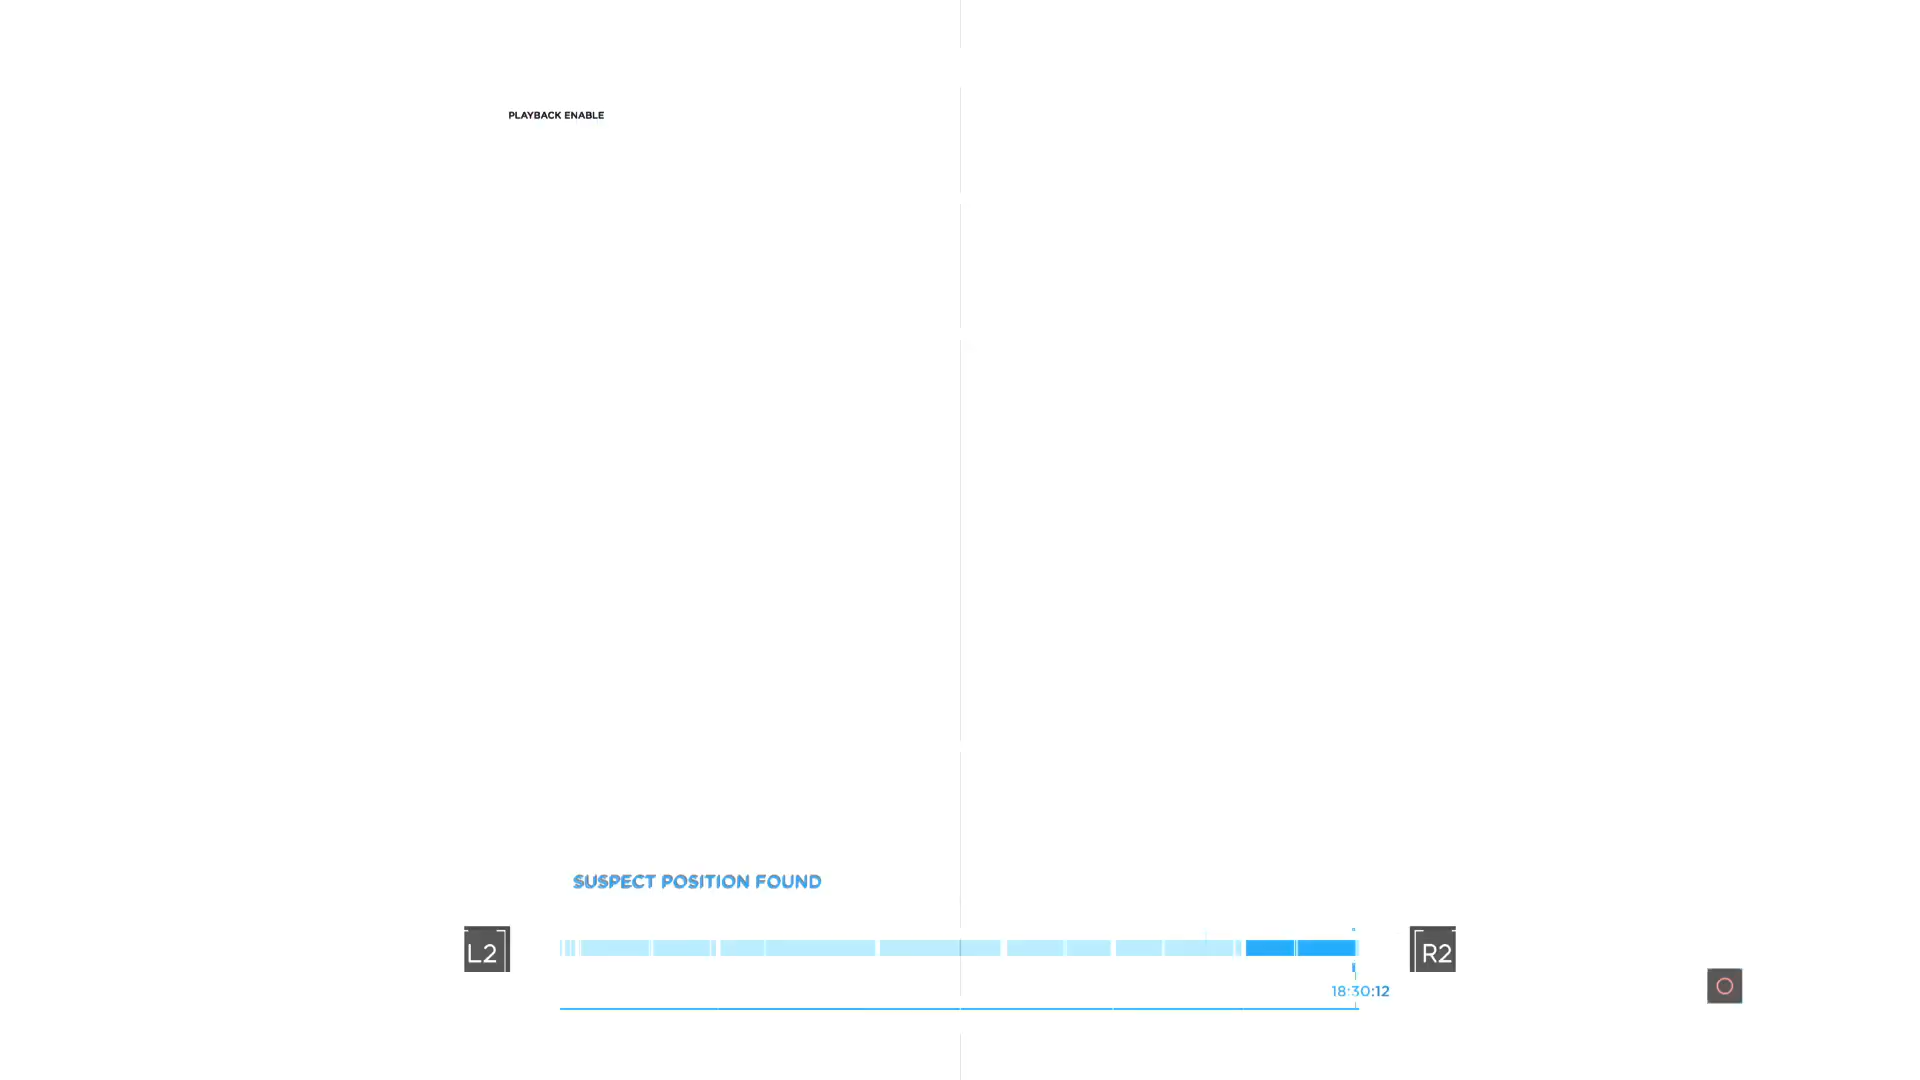 PLAYBACK ENABLE
SUSPECT POSITION FOUND
L2
R2
18:30:12